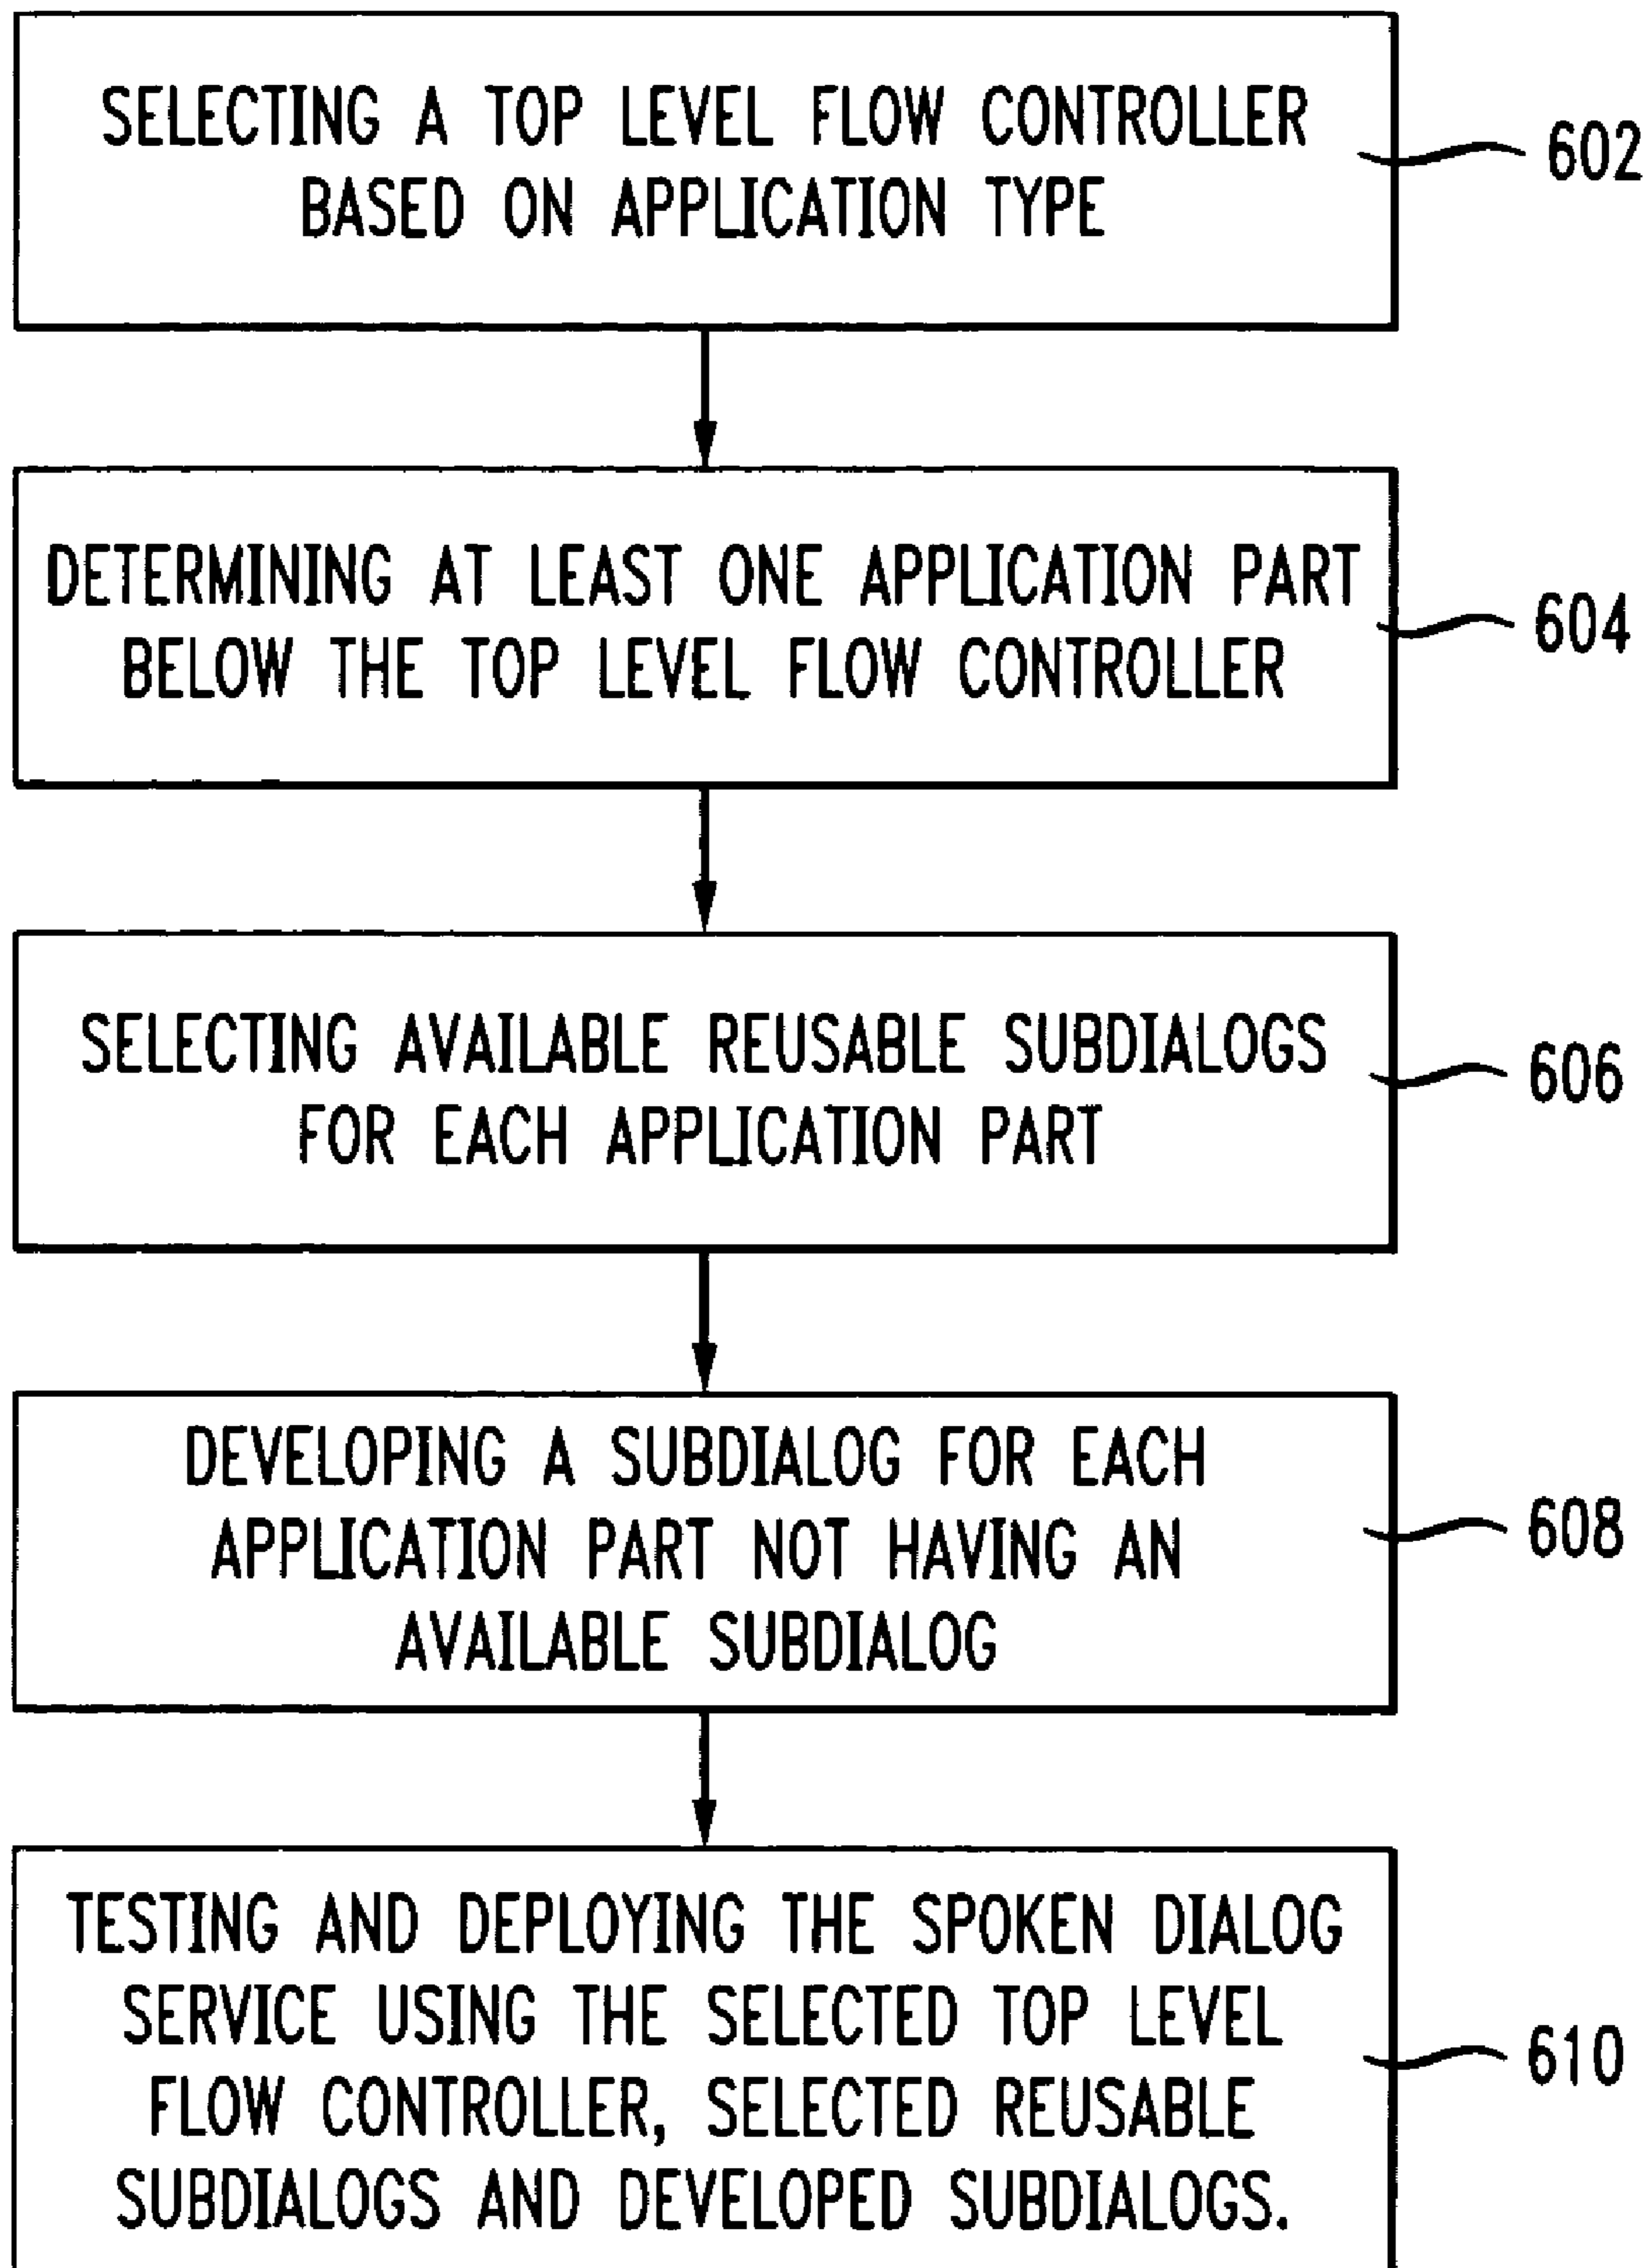 SELECTING A TOP LEVEL FLOW CONTROLLER
BASED ON APPLICATION TYPE
602
DETERMINING AT LEAST ONE APPLICATION PART
BELOW THE TOP LEVEL FLOW CONTROLLER
604
SELECTING AVAILABLE REUSABLE SUBDIALOGS
FOR EACH APPLICATION PART
606
DEVELOPING A SUBDIALOG FOR EACH
APPLICATION PART NOT HAVING AN
AVAILABLE SUBDIALOG
608
TESTING AND DEPLOYING THE SPOKEN DIALOG
SERVICE USING THE SELECTED TOP LEVEL
FLOW CONTROLLER, SELECTED REUSABLE
SUBDIALOGS AND DEVELOPED SUBDIALOGS.
610